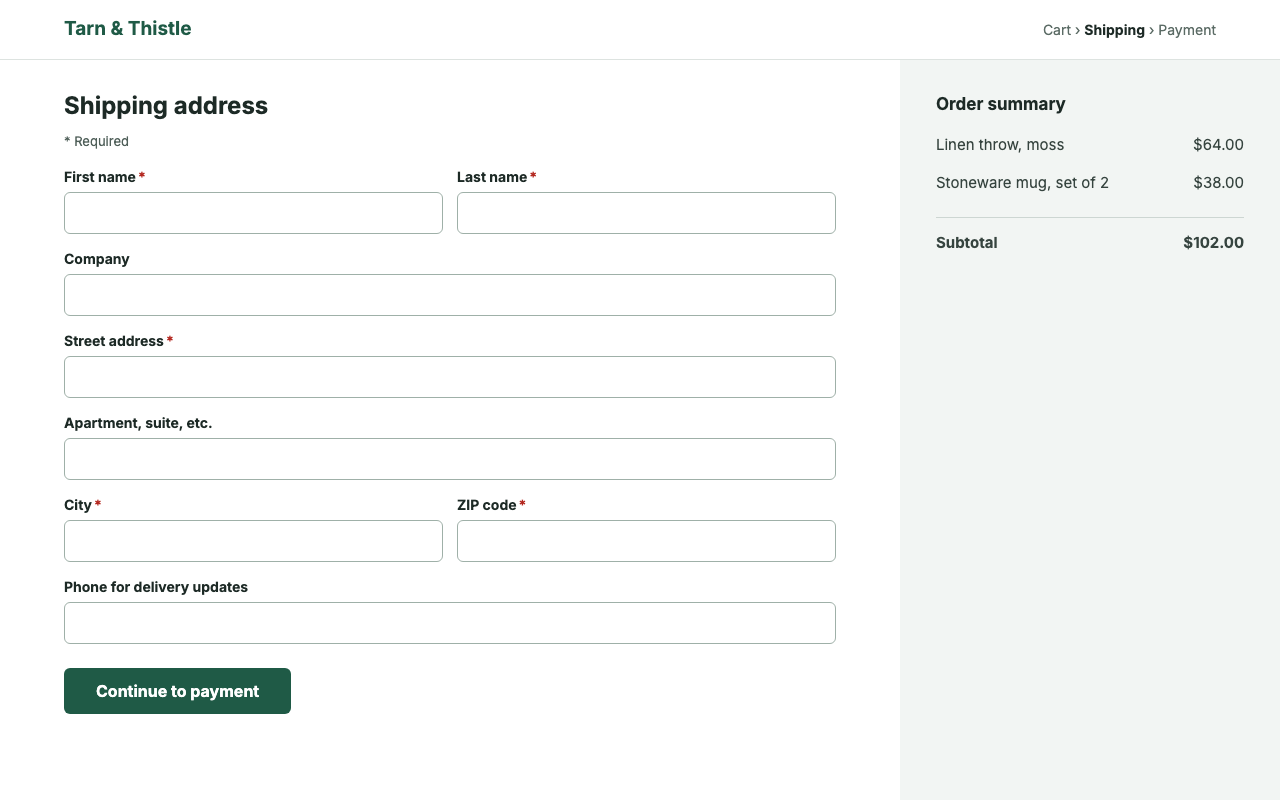 Tarn & Thistle
Cart › Shipping › Payment
Shipping address
* Required
First name *
Last name *
Company
Street address *
Apartment, suite, etc.
City *
ZIP code *
Phone for delivery updates
Continue to payment
Order summary
Linen throw, moss $64.00
Stoneware mug, set of 2 $38.00
Subtotal $102.00